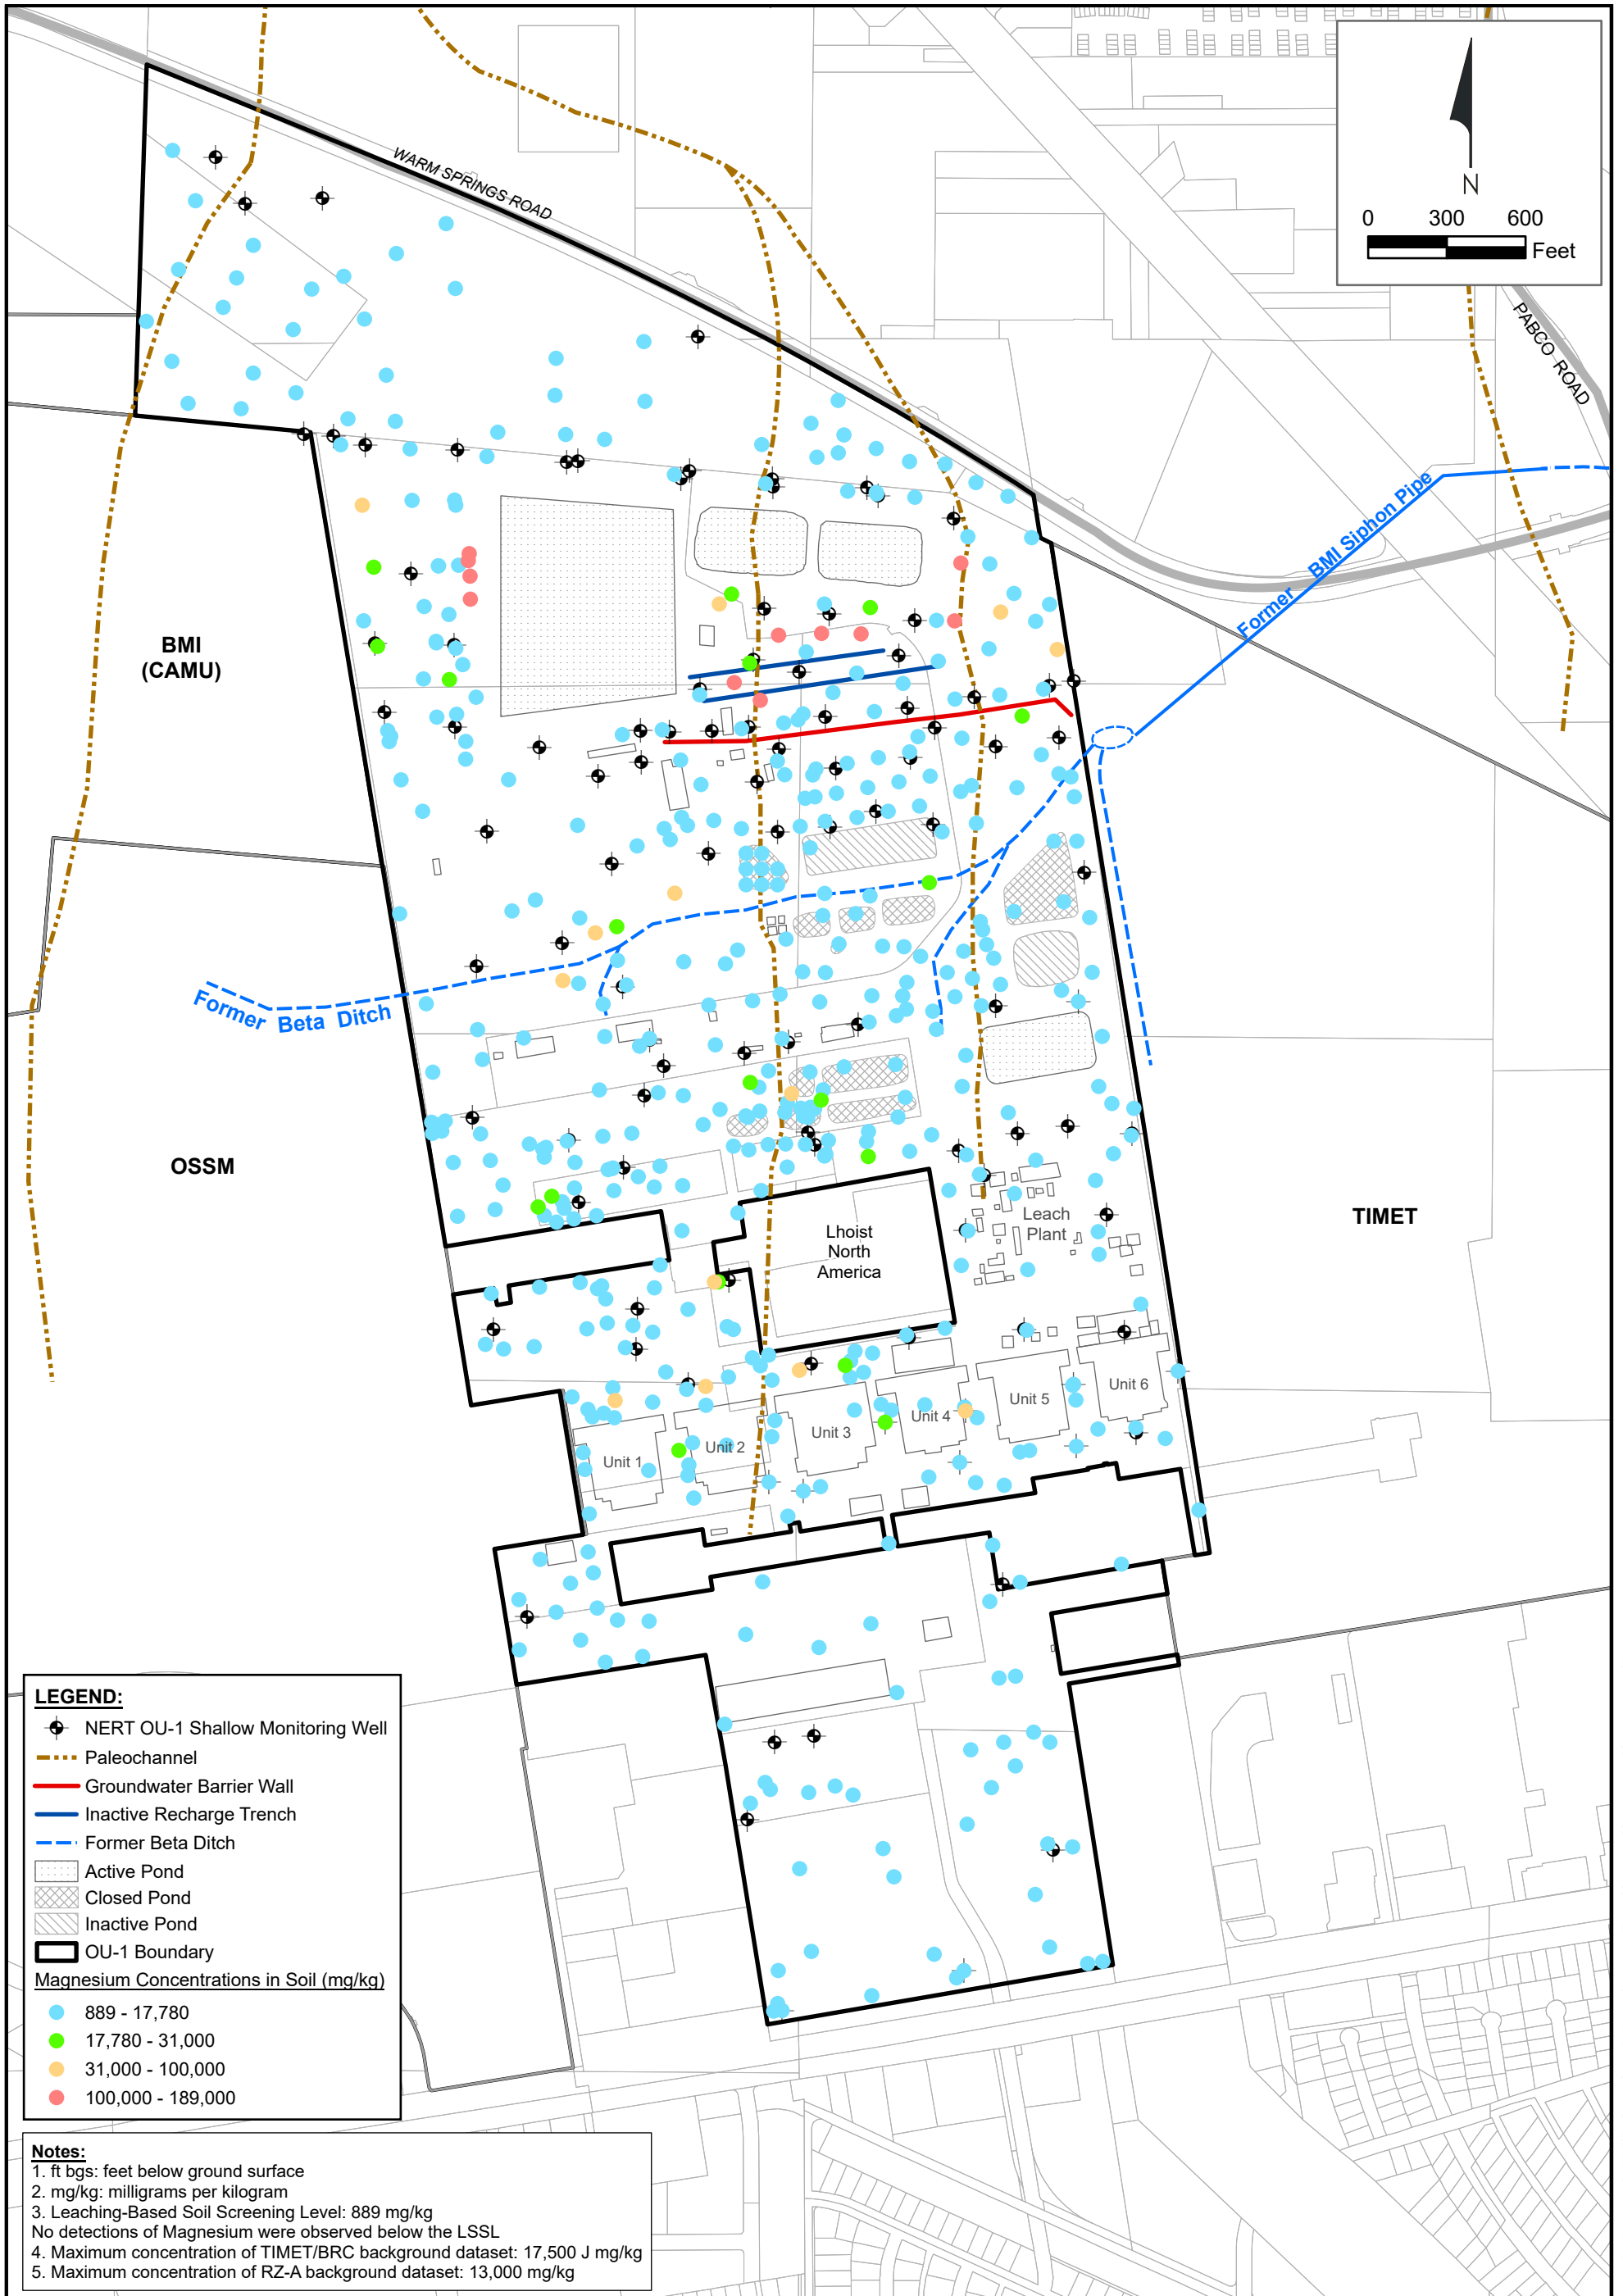 WARM SPRINGS ROAD
N
0 300 600
Feet
PABCO ROAD
Former BMI Siphon Pipe
BMI
(CAMU)
Former Beta Ditch
OSSM
TIMET
Lhoist
North
America
Leach
Plant
Unit 1
Unit 2
Unit 3
Unit 4
Unit 5
Unit 6
LEGEND:
NERT OU-1 Shallow Monitoring Well
Paleochannel
Groundwater Barrier Wall
Inactive Recharge Trench
Former Beta Ditch
Active Pond
Closed Pond
Inactive Pond
OU-1 Boundary
Magnesium Concentrations in Soil (mg/kg)
889 - 17,780
17,780 - 31,000
31,000 - 100,000
100,000 - 189,000
Notes:
1. ft bgs: feet below ground surface
2. mg/kg: milligrams per kilogram
3. Leaching-Based Soil Screening Level: 889 mg/kg
No detections of Magnesium were observed below the LSSL
4. Maximum concentration of TIMET/BRC background dataset: 17,500 J mg/kg
5. Maximum concentration of RZ-A background dataset: 13,000 mg/kg